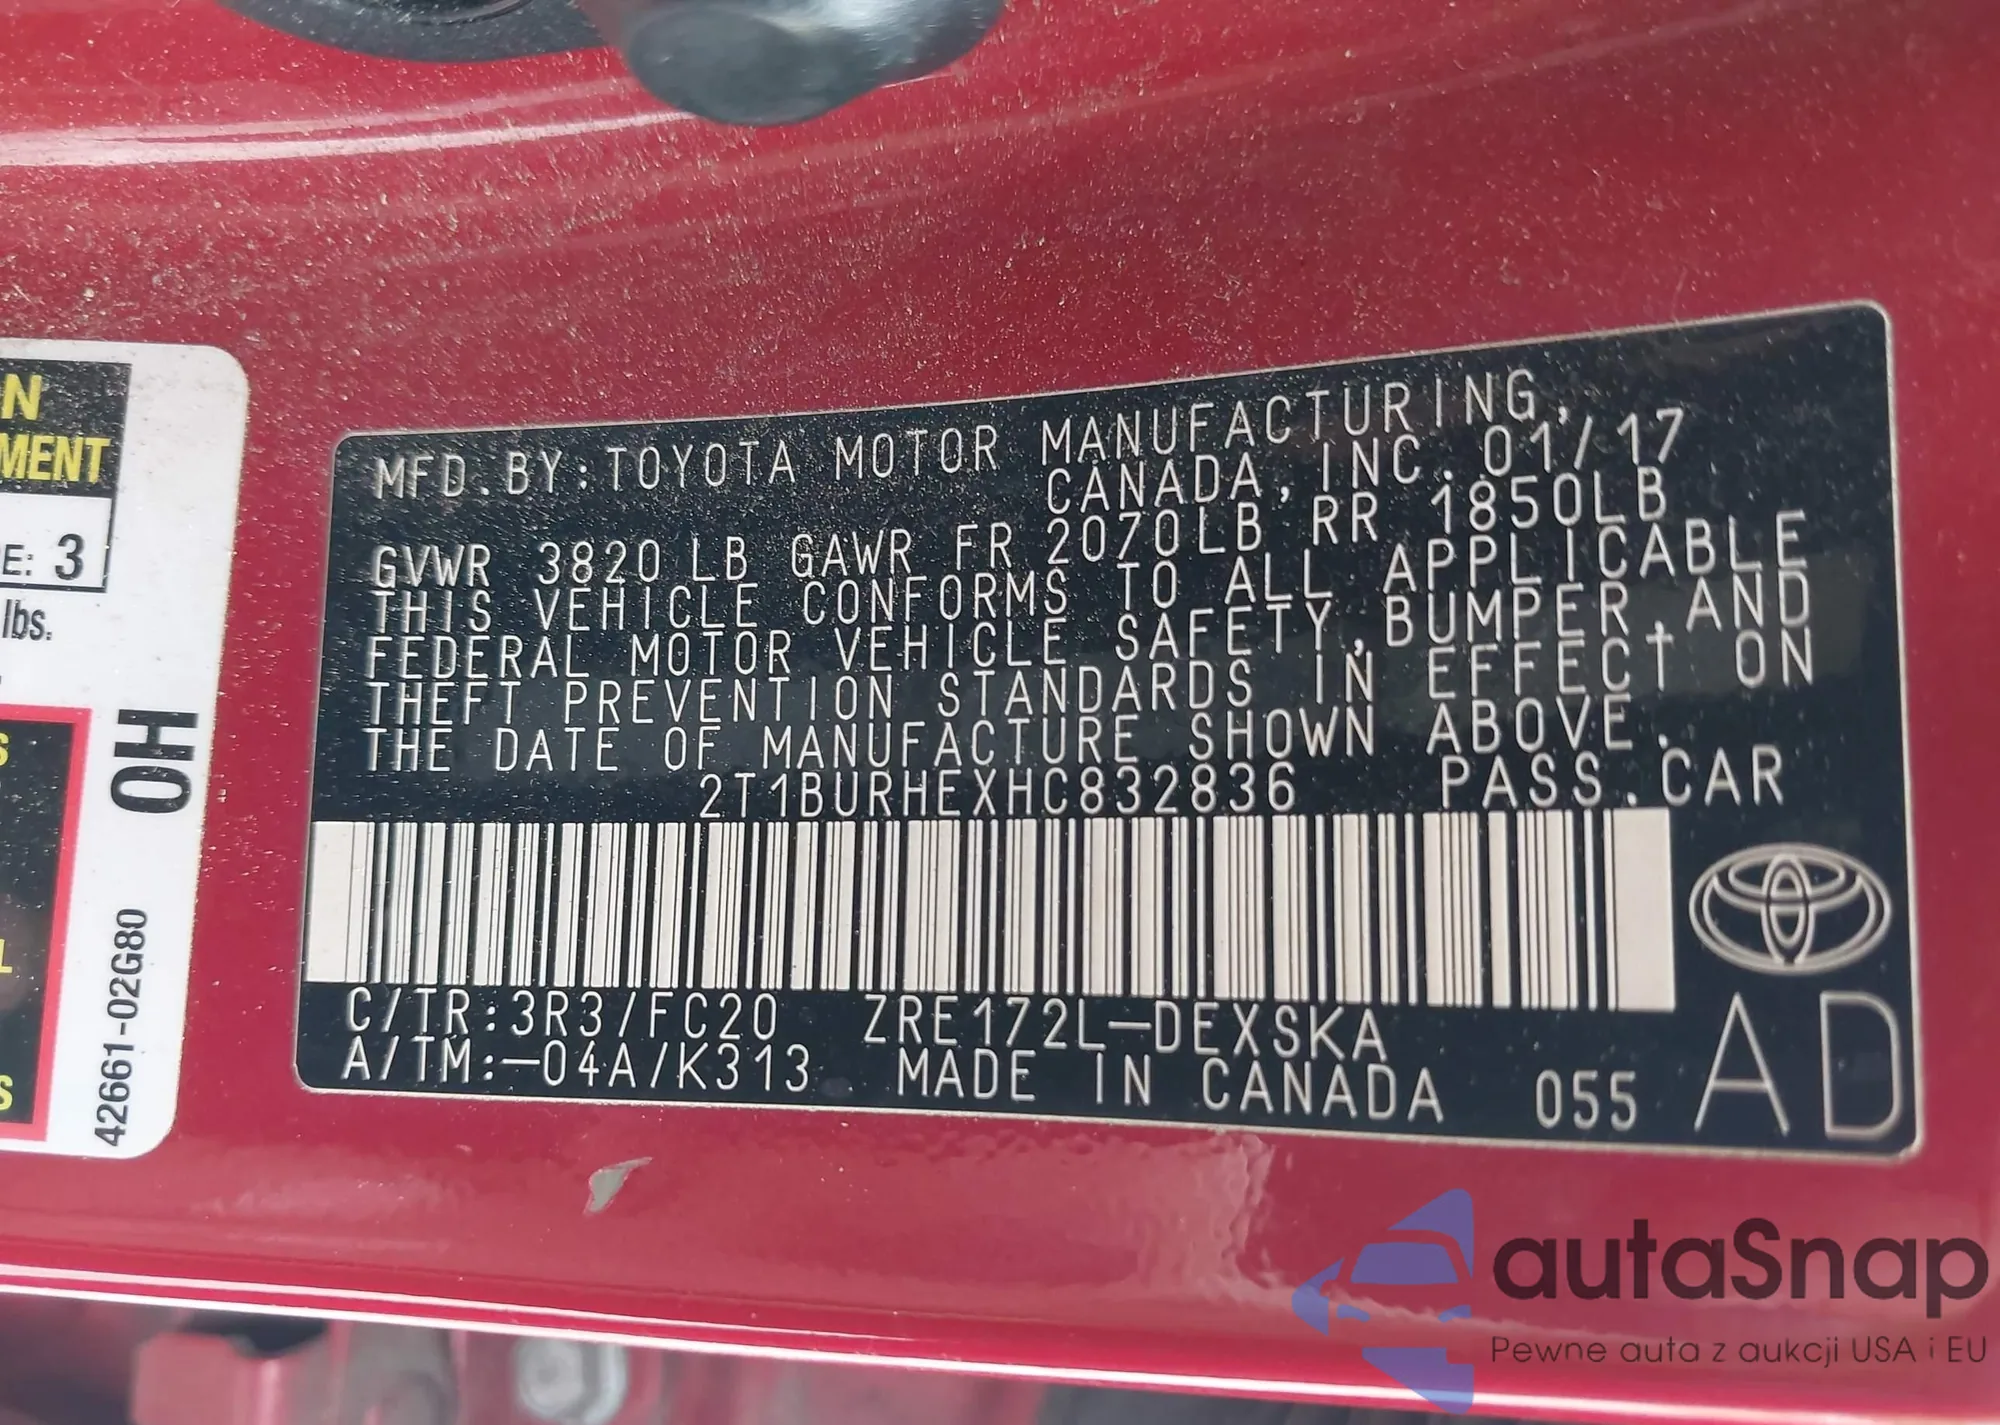 N
MENT
E: 3
lbs.
S
L
S
OH
42661-02G80
MFD. BY: TOYOTA MOTOR MANUFACTURING,
CANADA, INC. 01/17
GVWR 3820 LB GAWR FR 2070LB RR 1850LB
THIS VEHICLE CONFORMS TO ALL APPLICABLE
FEDERAL MOTOR VEHICLE SAFETY, BUMPER, AND
THEFT PREVENTION STANDARDS IN EFFECT ON
THE DATE OF MANUFACTURE SHOWN ABOVE.
2T1BURHEXHC832836 PASS. CAR
C/TR: 3R3/FC20 ZRE172L-DEXSKA
A/TM: -04A/K313 MADE IN CANADA 055
AD
autaSnap
Pewne auta z aukcji USA i EU